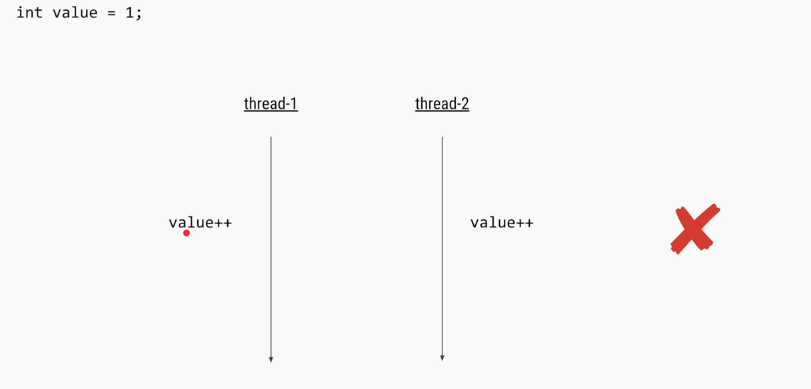 int value = 1;
thread-1
thread-2
value++
value++